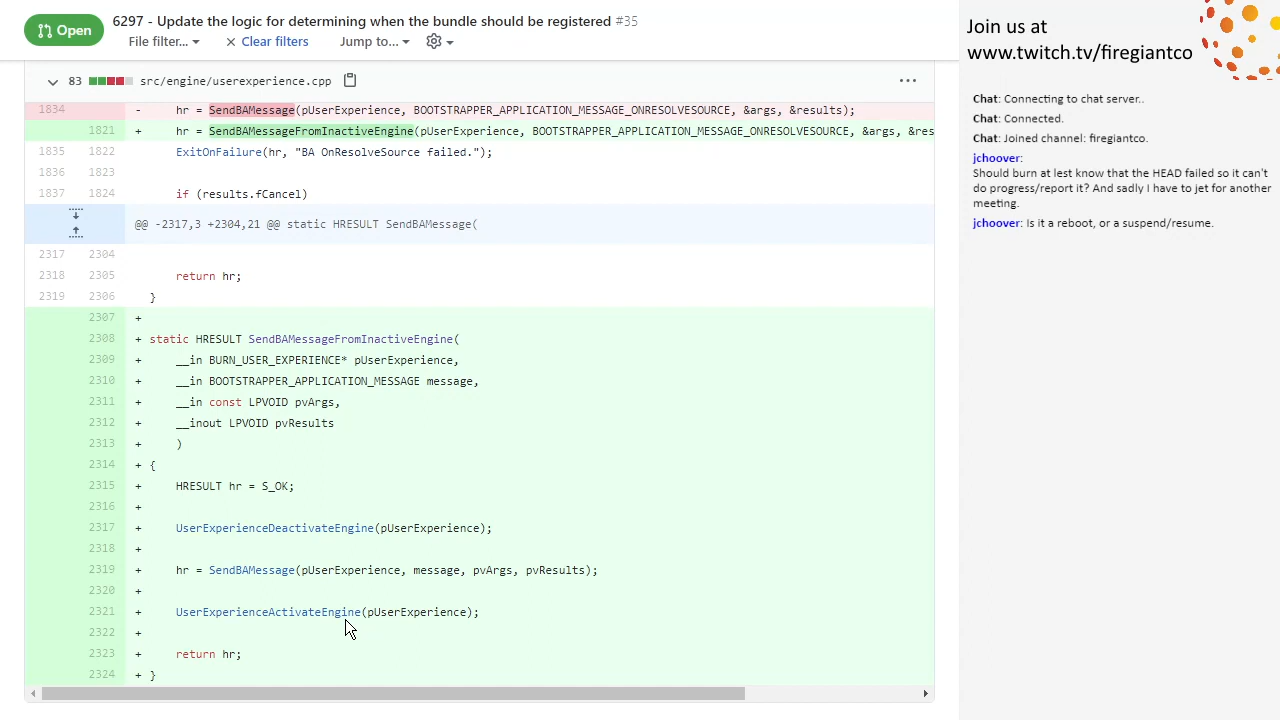 Open
6297 - Update the logic for determining when the bundle should be registered #35
File filter... Clear filters Jump to...
83 src/engine/userexperience.cpp
1834 - hr = SendBAMessage(pUserExperience, BOOTSTRAPPER_APPLICATION_MESSAGE_ONRESOLVESOURCE, &args, &results);
1821 + hr = SendBAMessageFromInactiveEngine(pUserExperience, BOOTSTRAPPER_APPLICATION_MESSAGE_ONRESOLVESOURCE, &args, &res
1835 1822 ExitOnFailure(hr, "BA OnResolveSource failed.");
1836 1823
1837 1824 if (results.fCancel)
@@ -2317,3 +2304,21 @@ static HRESULT SendBAMessage(
2317 2304
2318 2305 return hr;
2319 2306 }
2307 +
2308 + static HRESULT SendBAMessageFromInactiveEngine(
2309 + __in BURN_USER_EXPERIENCE* pUserExperience,
2310 + __in BOOTSTRAPPER_APPLICATION_MESSAGE message,
2311 + __in const LPVOID pvArgs,
2312 + __inout LPVOID pvResults
2313 + )
2314 + {
2315 + HRESULT hr = S_OK;
2316 +
2317 + UserExperienceDeactivateEngine(pUserExperience);
2318 +
2319 + hr = SendBAMessage(pUserExperience, message, pvArgs, pvResults);
2320 +
2321 + UserExperienceActivateEngine(pUserExperience);
2322 +
2323 + return hr;
2324 + }
Join us at
www.twitch.tv/firegiantco
Chat: Connecting to chat server..
Chat: Connected.
Chat: Joined channel: firegiantco.
jchoover:
Should burn at lest know that the HEAD failed so it can't
do progress/report it? And sadly I have to jet for another
meeting.
jchoover: Is it a reboot, or a suspend/resume.